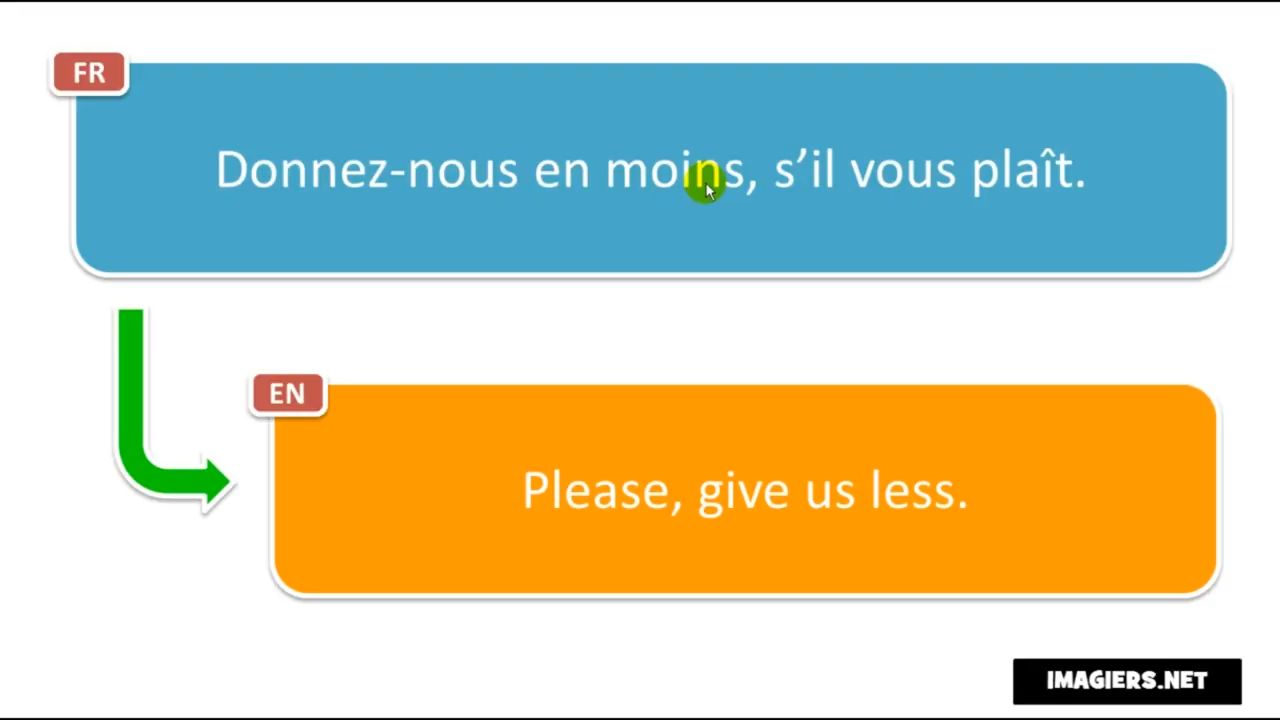 FR
Donnez-nous en moins, s’il vous plaît.
EN
Please, give us less.
IMAGIERS.NET